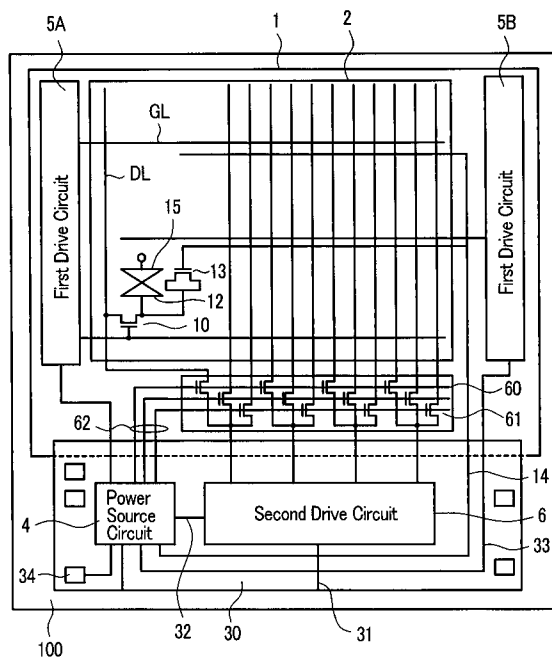 5A
1
2
5B
GL
DL
15
13
12
10
First Drive Circuit
First Drive Circuit
60
61
62
14
4
Power
Source
Circuit
Second Drive Circuit
6
33
34
32
30
31
100